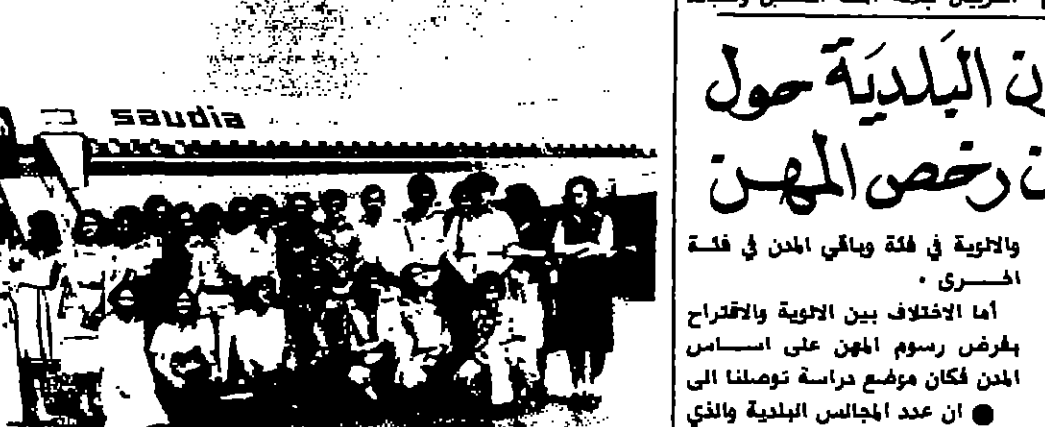 saudia
ن البلدية حول
ن رخص المهن
والالوية في فئة وباقي المدن في فئة
اخــرى .
أما الاختلاف بين الالوية والاقتراح
بفرض رسوم المهن على اســاس
المدن فكان موضع دراسة توصلنا الى
● ان عدد المجالس البلدية والذي